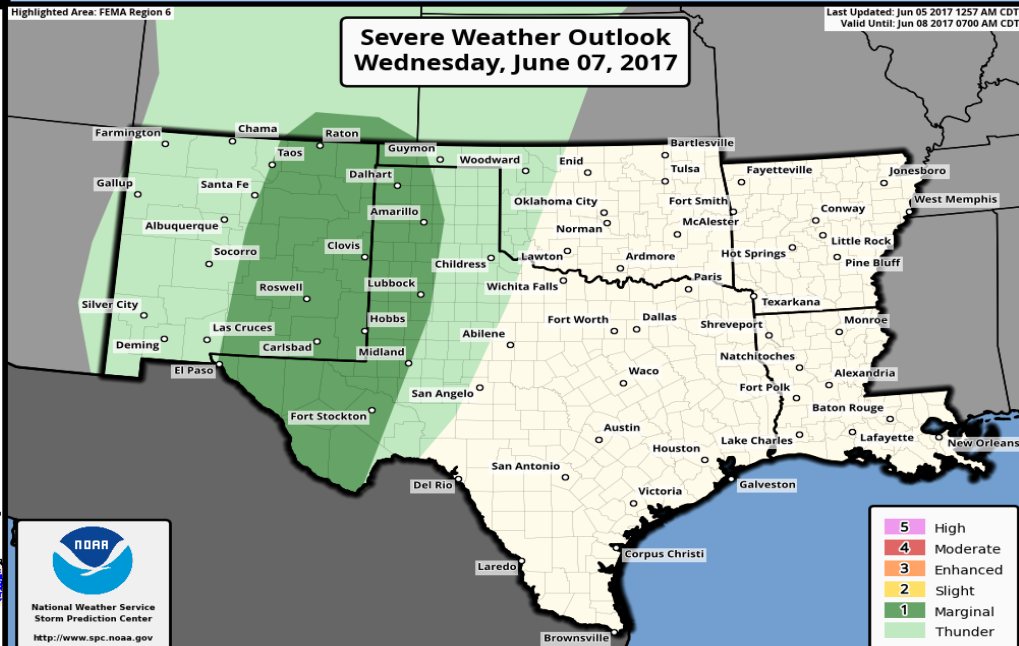 Highlighted Area: FEMA Region 6
Last Updated: Jun 05 2017 1257 AM CDT
Valid Until: Jun 08 2017 0700 AM CDT
Severe Weather Outlook
Wednesday, June 07, 2017
Farmington
Chama
Raton
Taos
Guymon
Woodward
Enid
Bartlesville
Tulsa
Fayetteville
Jonesboro
Gallup
Santa Fe
Dalhart
Oklahoma City
Fort Smith
West Memphis
Albuquerque
Amarillo
Norman
McAlester
Conway
Socorro
Clovis
Childress
Lawton
Ardmore
Hot Springs
Little Rock
Pine Bluff
Roswell
Lubbock
Wichita Falls
Paris
Texarkana
Silver City
Las Cruces
Hobbs
Abilene
Fort Worth
Dallas
Shreveport
Monroe
Deming
Carlsbad
Midland
Natchitoches
El Paso
San Angelo
Waco
Fort Polk
Alexandria
Fort Stockton
Austin
Baton Rouge
Houston
Lake Charles
Lafayette
New Orleans
Del Rio
San Antonio
Victoria
Galveston
Laredo
Corpus Christi
Brownsville
NOAA
National Weather Service
Storm Prediction Center
http://www.spc.noaa.gov
5 High
4 Moderate
3 Enhanced
2 Slight
1 Marginal
Thunder